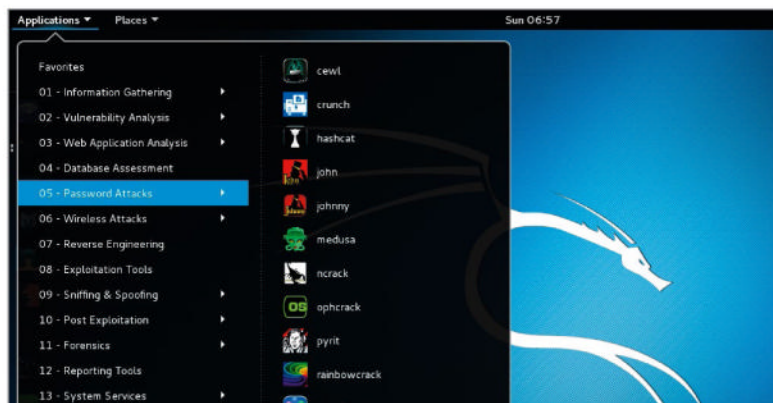 Applications Places Sun 06:57
Favorites
01 - Information Gathering
02 - Vulnerability Analysis
03 - Web Application Analysis
04 - Database Assessment
05 - Password Attacks
06 - Wireless Attacks
07 - Reverse Engineering
08 - Exploitation Tools
09 - Sniffing & Spoofing
10 - Post Exploitation
11 - Forensics
12 - Reporting Tools
13 - System Services
cewl
crunch
hashcat
john
johnny
medusa
ncrack
OS
ophcrack
pyrit
rainbowcrack